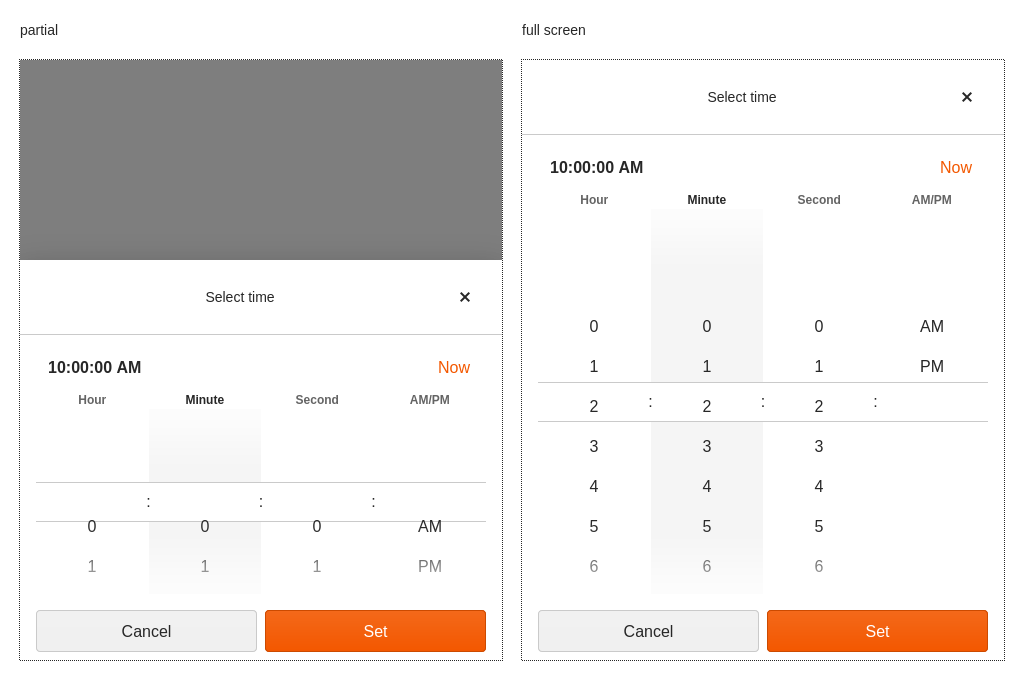 partial
Select time ✕
10:00:00 AM Now
Hour Minute Second AM/PM
: : :
0 0 0 AM
1 1 1 PM
Cancel Set
full screen
Select time ✕
10:00:00 AM Now
Hour Minute Second AM/PM
0 0 0 AM
1 1 1 PM
2 : 2 : 2 :
3 3 3
4 4 4
5 5 5
6 6 6
Cancel Set